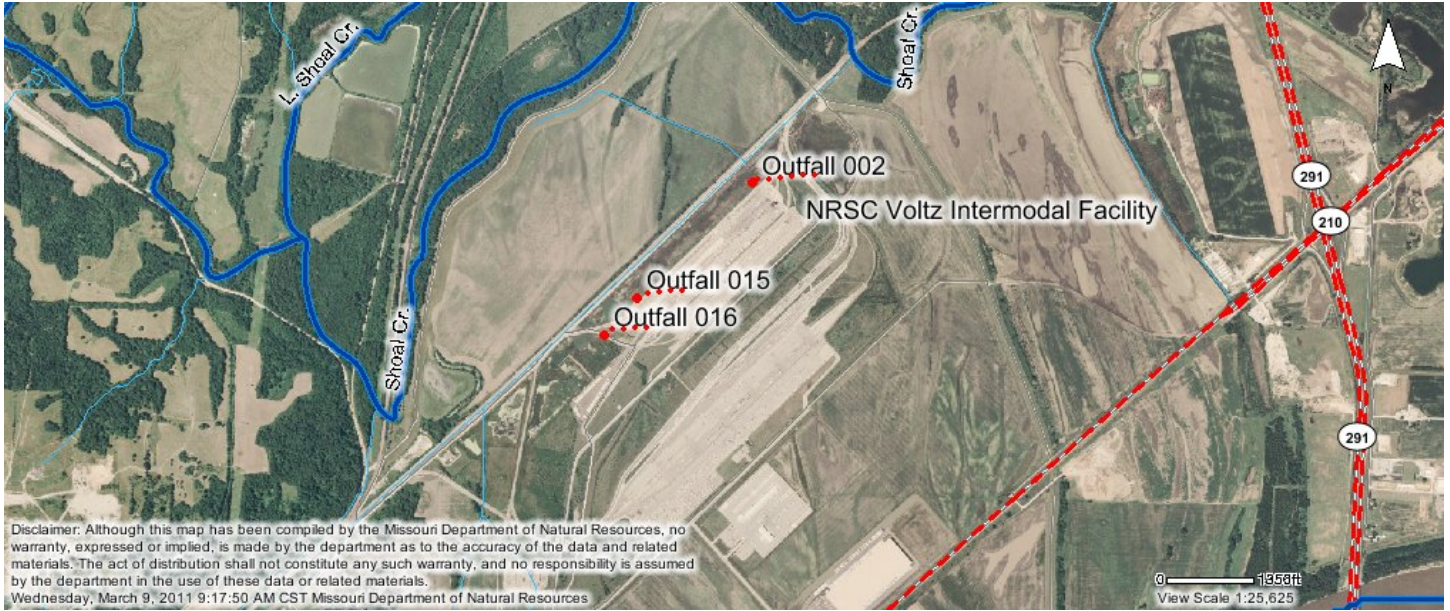 L. Shoal Cr.
Shoal Cr.
N
Outfall 002
291
NRSC Voltz Intermodal Facility
210
Outfall 015
Outfall 016
Shoal Cr.
291
Disclaimer: Although this map has been compiled by the Missouri Department of Natural Resources, no
warranty, expressed or implied, is made by the department as to the accuracy of the data and related
materials. The act of distribution shall not constitute any such warranty, and no responsibility is assumed
by the department in the use of these data or related materials.
Wednesday, March 9, 2011 9:17:50 AM CST Missouri Department of Natural Resources
0
View Scale 1:25,625